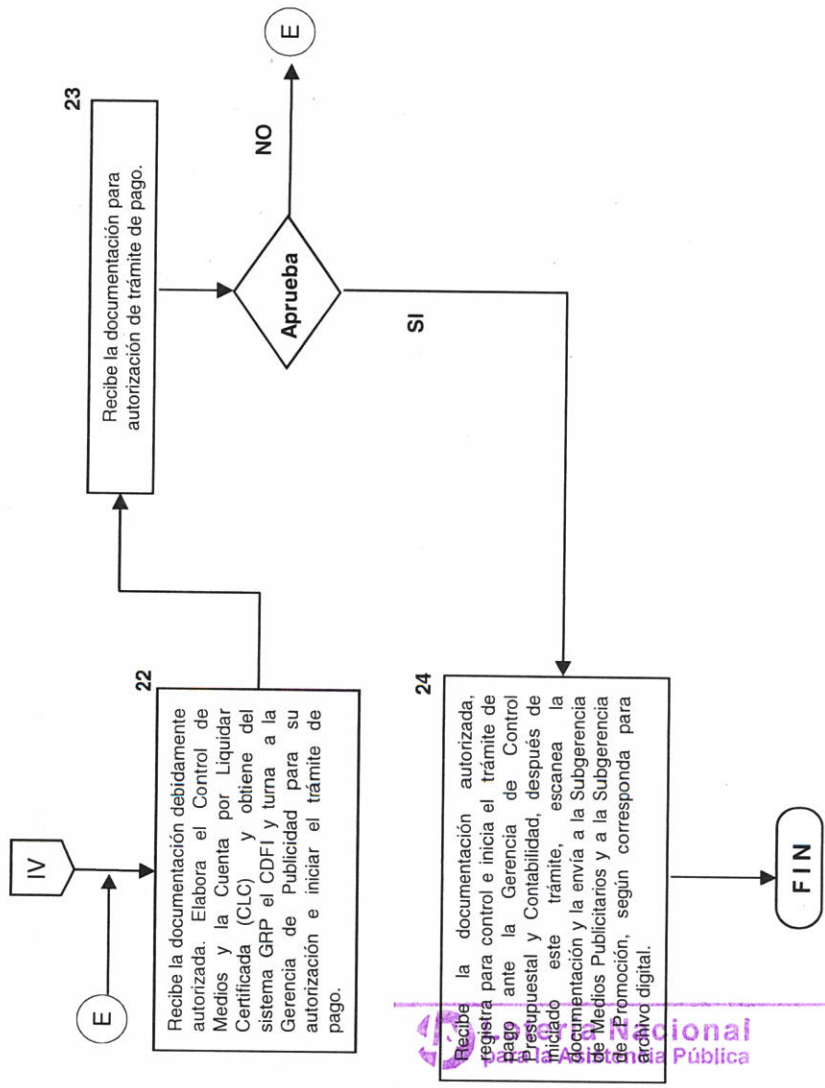 IV
E
22
Recibe la documentación debidamente
autorizada. Elabora el Control de
Medios y la Cuenta por Liquidar
Certificada (CLC) y obtiene del
sistema GRP el CDFI y turna a la
Gerencia de Publicidad para su
autorización e iniciar el trámite de
pago.
23
Recibe la documentación para
autorización de trámite de pago.
Aprueba
NO
E
SI
24
Recibe la documentación autorizada,
registra para control e inicia el trámite de
pago ante la Gerencia de Control
Presupuestal y Contabilidad, después de
iniciado este trámite, escanea la
documentación y la envía a la Subgerencia
de Medios Publicitarios y a la Subgerencia
de Promoción, según corresponda para
archivo digital.
FIN
Lotería Nacional
para la Asistencia Pública